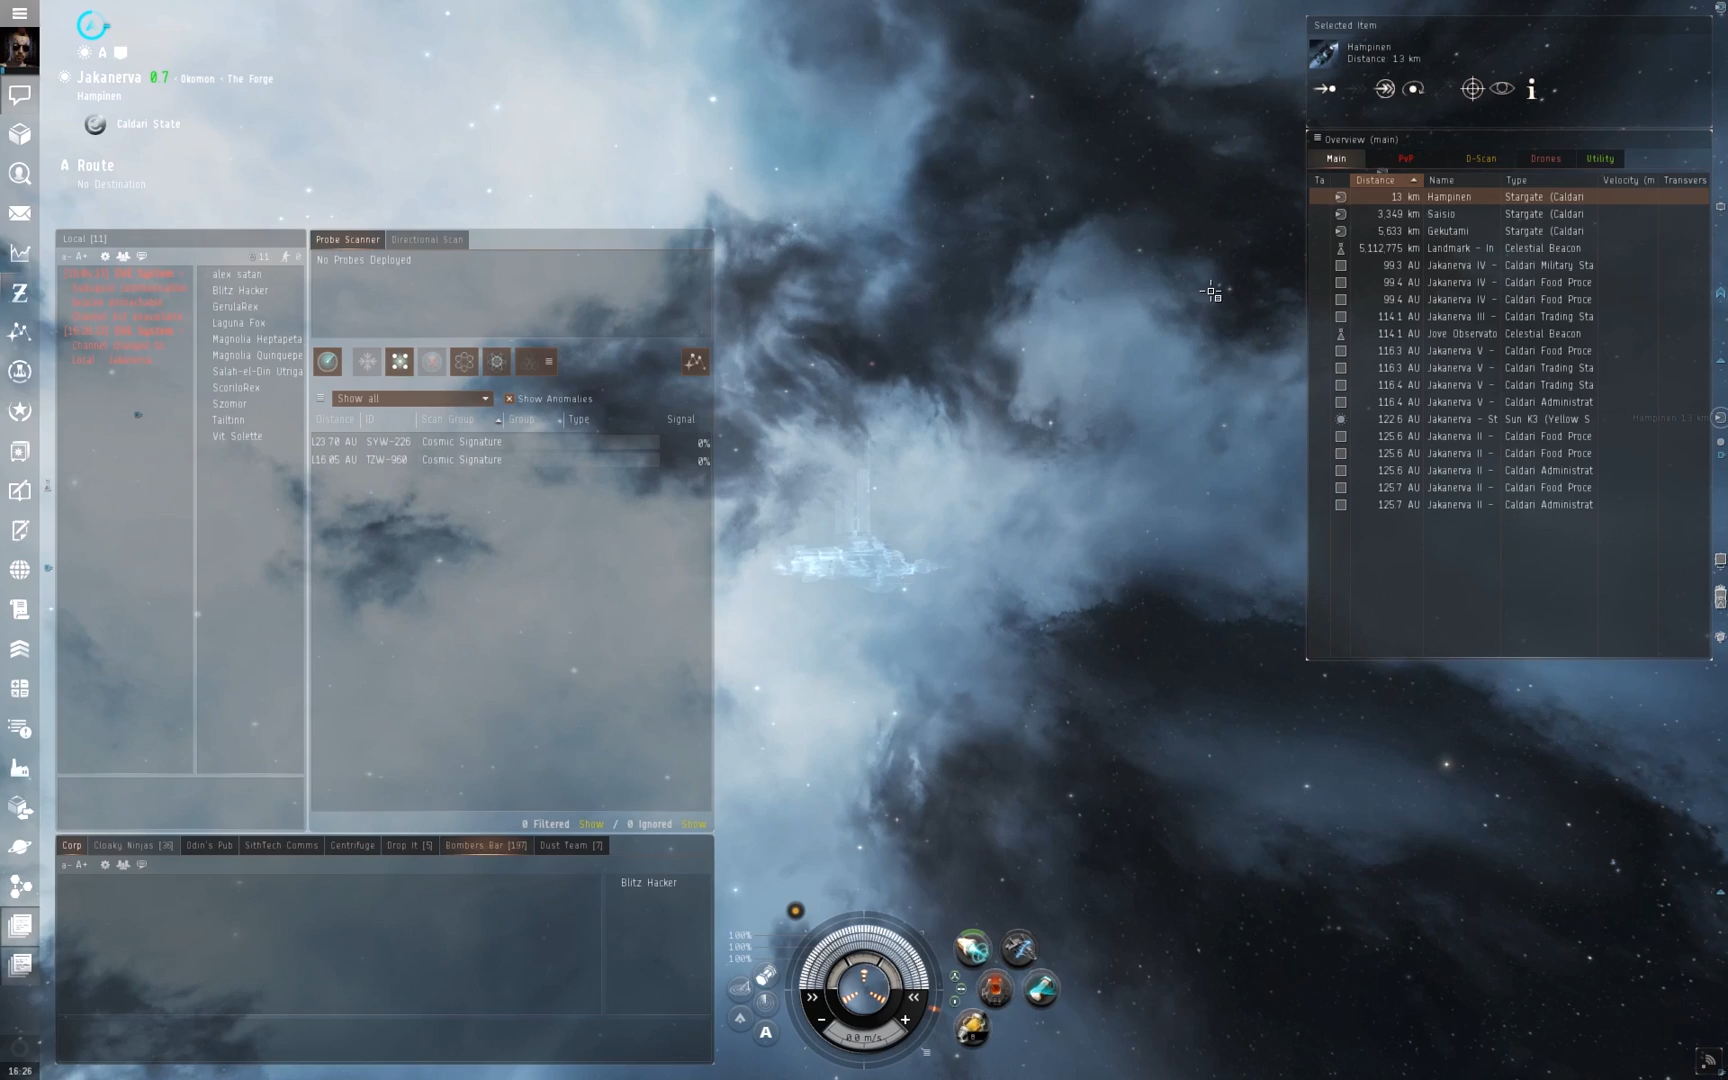 Jakanerva 0.7 · Okomon · The Forge
Hampinen
Caldari State
A Route
No Destination
Local [11]
a- A+
11
0
Local
alex satan
Blitz Hacker
GerulaRex
Laguna Fox
Magnolia Heptapeta
Magnolia Quinquepe
Salah-el-Din Utriga
ScoriloRex
Szomor
Tailtinn
Vit Solette
Probe Scanner
Directional Scan
No Probes Deployed
Show all
Show Anomalies
Distance ID Scan Group Group Type Signal
SYW-226 Cosmic Signature 0%
TZW-960 Cosmic Signature 0%
0 Filtered Show / 0 Ignored Show
Corp
Cloaky Ninjas [36]
Odin's Pub
SithTech Comms
Centrifuge
Drop It [5]
Bombers Bar [197]
Dust Team [7]
a- A+
Blitz Hacker
100%
100%
100%
A
0.0 m/s
8
16:26
Selected Item
Hampinen
Distance: 13 km
Overview (main)
Main
PvP
D-Scan
Drones
Utility
Ta Distance Name Type Velocity (m Transvers
13 km Hampinen Stargate (Caldari
3,349 km Saisio Stargate (Caldari
5,633 km Gekutami Stargate (Caldari
5,112,775 km Landmark - In Celestial Beacon
99.3 AU Jakanerva IV - Caldari Military Sta
99.4 AU Jakanerva IV - Caldari Food Proce
99.4 AU Jakanerva IV - Caldari Food Proce
114.1 AU Jakanerva III - Caldari Trading Sta
114.1 AU Jove Observato Celestial Beacon
116.3 AU Jakanerva V - Caldari Food Proce
116.3 AU Jakanerva V - Caldari Trading Sta
116.4 AU Jakanerva V - Caldari Trading Sta
116.4 AU Jakanerva V - Caldari Administrat
122.6 AU Jakanerva - St Sun K3 (Yellow S
125.6 AU Jakanerva II - Caldari Food Proce
125.6 AU Jakanerva II - Caldari Food Proce
125.6 AU Jakanerva II - Caldari Administrat
125.7 AU Jakanerva II - Caldari Food Proce
125.7 AU Jakanerva II - Caldari Administrat
Hampinen 13 km